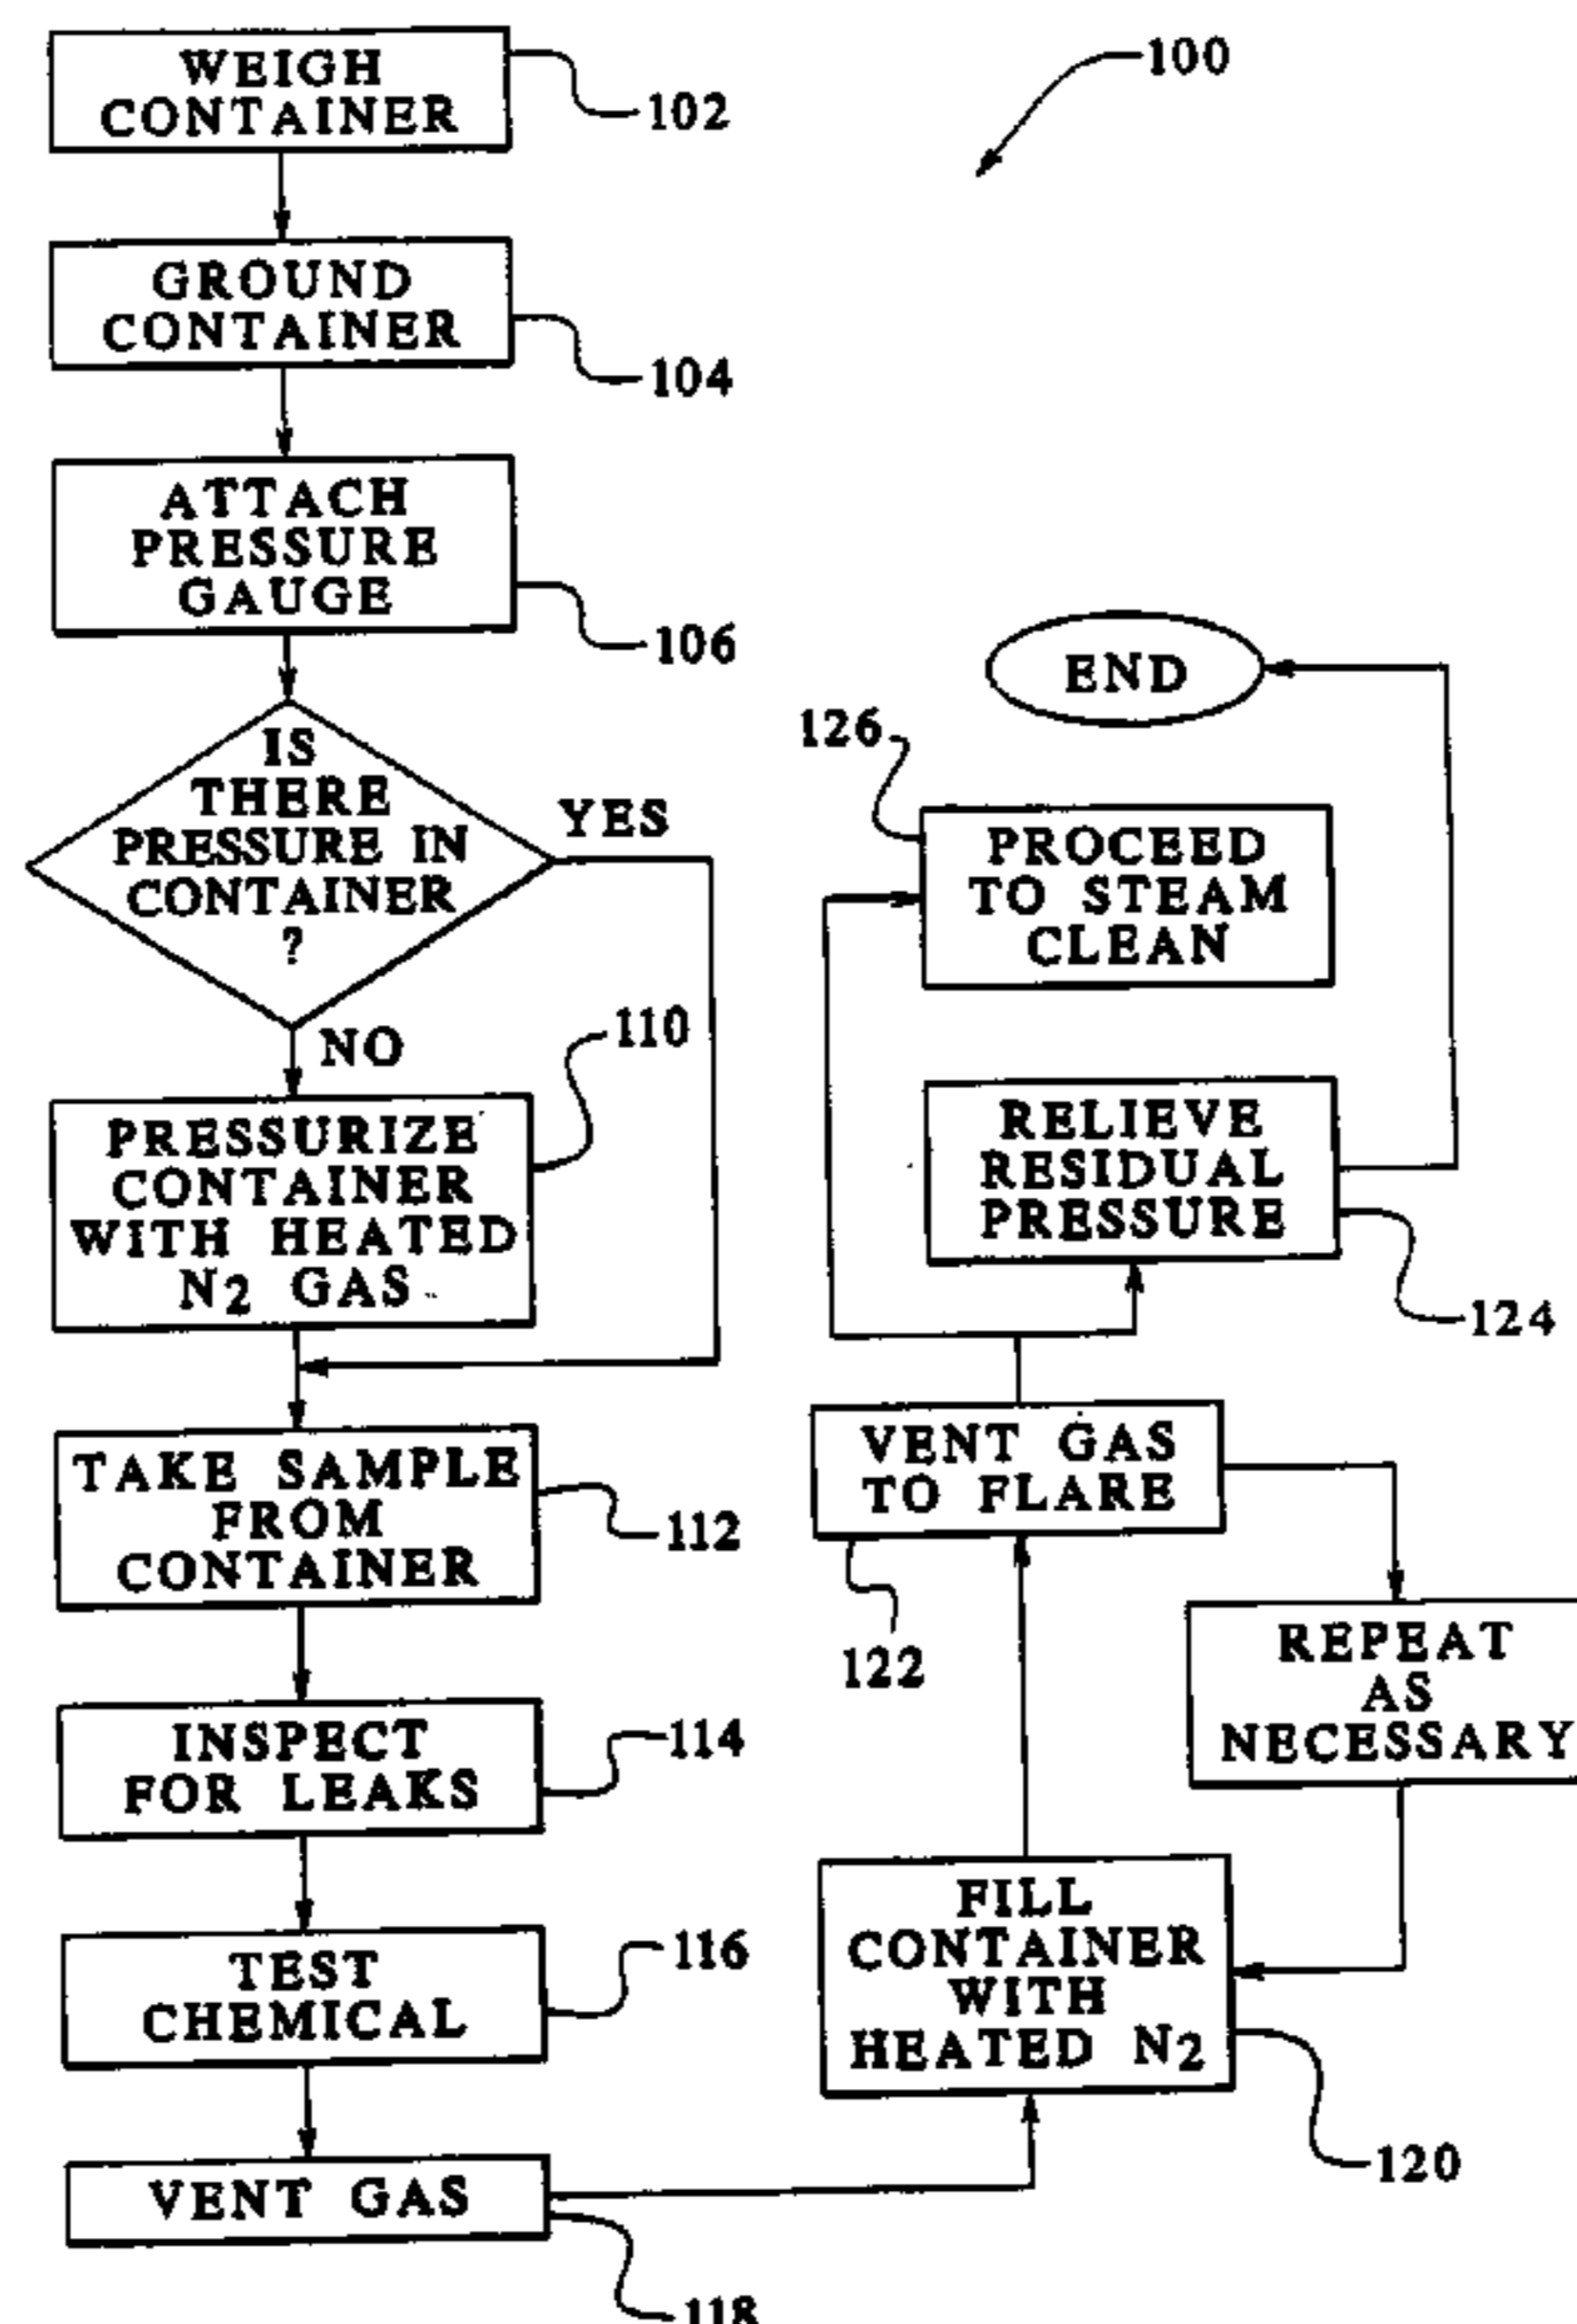 WEIGH
CONTAINER
102
100
GROUND
CONTAINER
104
ATTACH
PRESSURE
GAUGE
106
IS
THERE
PRESSURE IN
CONTAINER
?
YES
NO
110
PRESSURIZE
CONTAINER
WITH HEATED
N2 GAS
TAKE SAMPLE
FROM
CONTAINER
112
INSPECT
FOR LEAKS
114
TEST
CHEMICAL
116
VENT GAS
118
FILL
CONTAINER
WITH
HEATED N2
120
REPEAT
AS
NECESSARY
VENT GAS
TO FLARE
122
RELIEVE
RESIDUAL
PRESSURE
124
126
PROCEED
TO STEAM
CLEAN
END